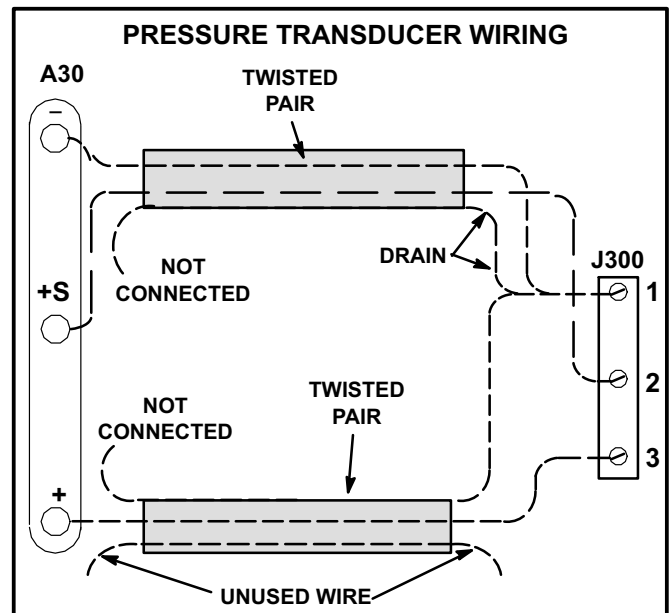 PRESSURE TRANSDUCER WIRING
A30
TWISTED
PAIR
–
NOT
CONNECTED
DRAIN
J300
1
+S
2
NOT
CONNECTED
TWISTED
PAIR
3
+
UNUSED WIRE